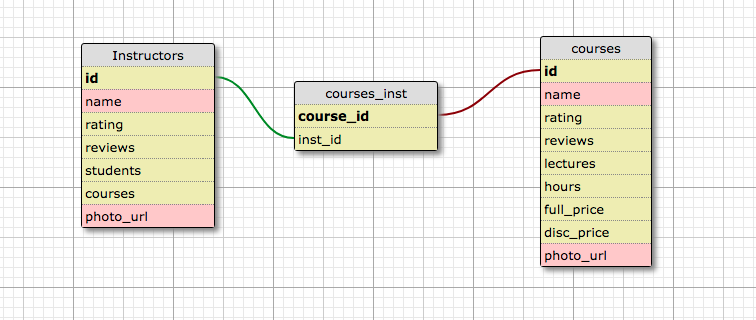 Instructors
id
name
rating
reviews
students
courses
photo_url
courses_inst
course_id
inst_id
courses
id
name
rating
reviews
lectures
hours
full_price
disc_price
photo_url